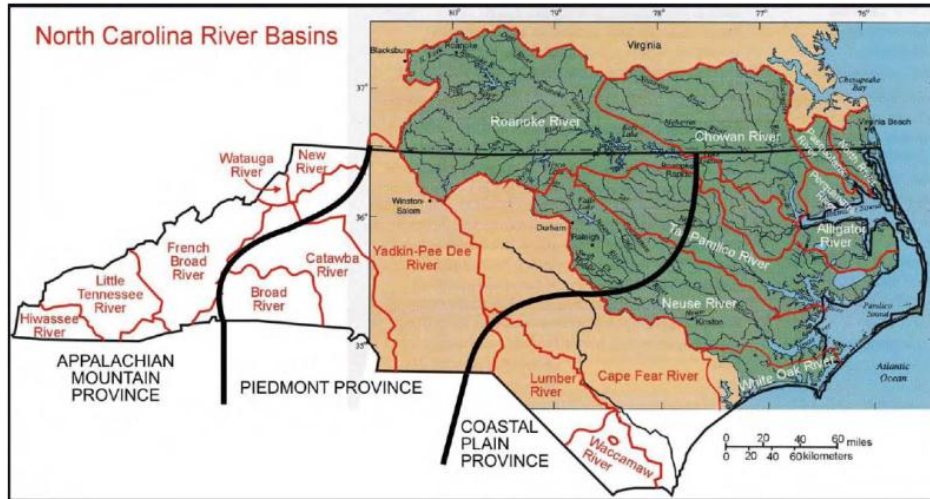 North Carolina River Basins
80°
79°
78°
77°
76°
Blacksburg
Roanoke
Virginia
Chesapeake
Bay
Virginia Beach
37°
Roanoke River
Chowan River
Meherrin
New
River
Watauga
River
Winston-
Salem
36°
Durham
Raleigh
Tar Pamlico River
Alligator
River
French
Broad
River
Catawba
River
Yadkin-Pee Dee
River
Little
Tennessee
River
Broad
River
Neuse River
Kinston
Pamlico
Sound
Hiwassee
River
35°
APPALACHIAN
MOUNTAIN
PROVINCE
PIEDMONT PROVINCE
White Oak River
Atlantic
Ocean
Lumber
River
Cape Fear River
COASTAL
PLAIN
PROVINCE
Waccamaw
River
0 20 40 60 miles
0 20 40 60 kilometers